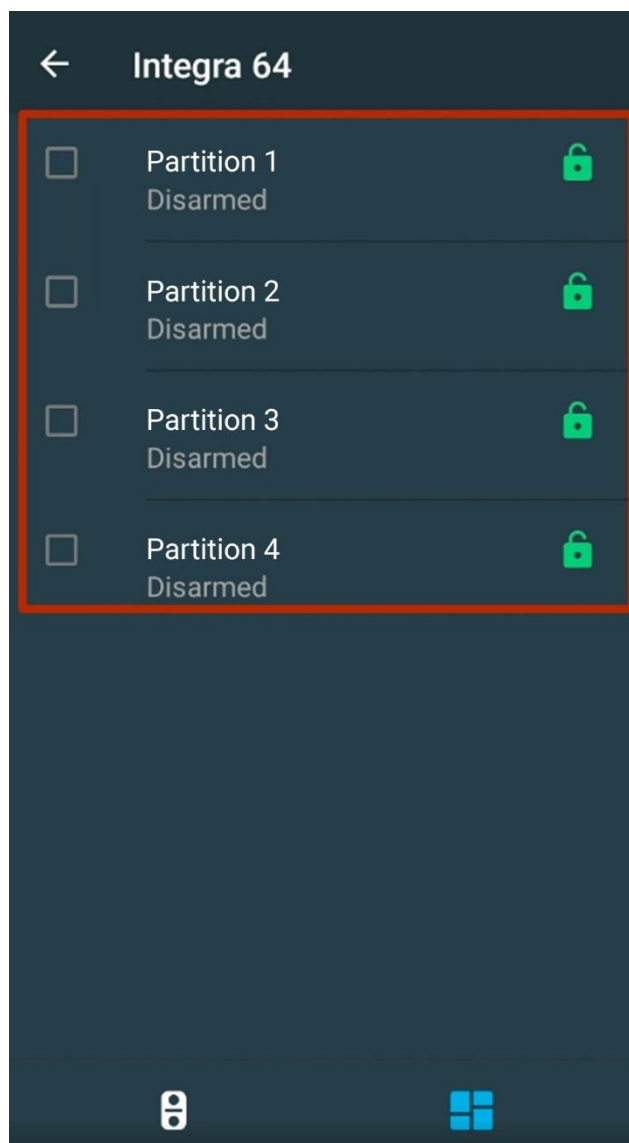 Integra 64
Partition 1
Disarmed
Partition 2
Disarmed
Partition 3
Disarmed
Partition 4
Disarmed